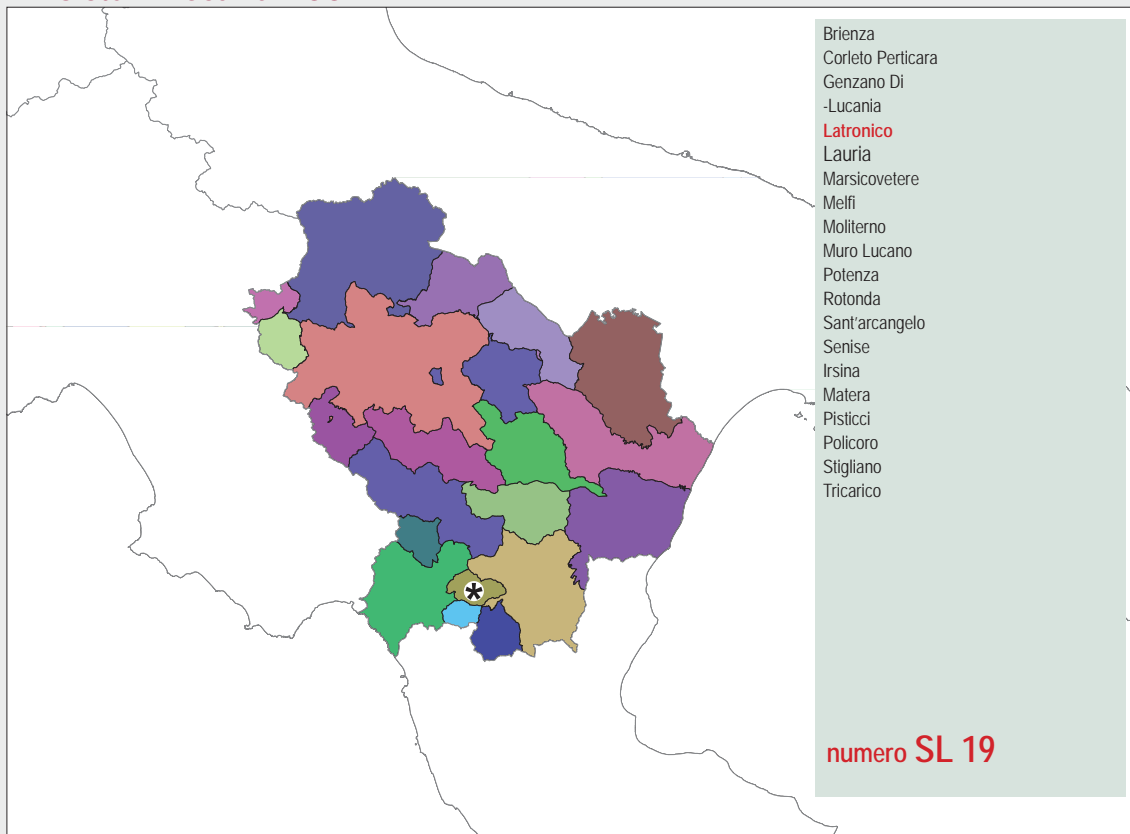 Brienza
Corleto Perticara
Genzano Di
-Lucania
Latronico
Lauria
Marsicovetere
Melfi
Moliterno
Muro Lucano
Potenza
Rotonda
Sant'arcangelo
Senise
Irsina
Matera
Pisticci
Policoro
Stigliano
Tricarico
*
numero SL 19